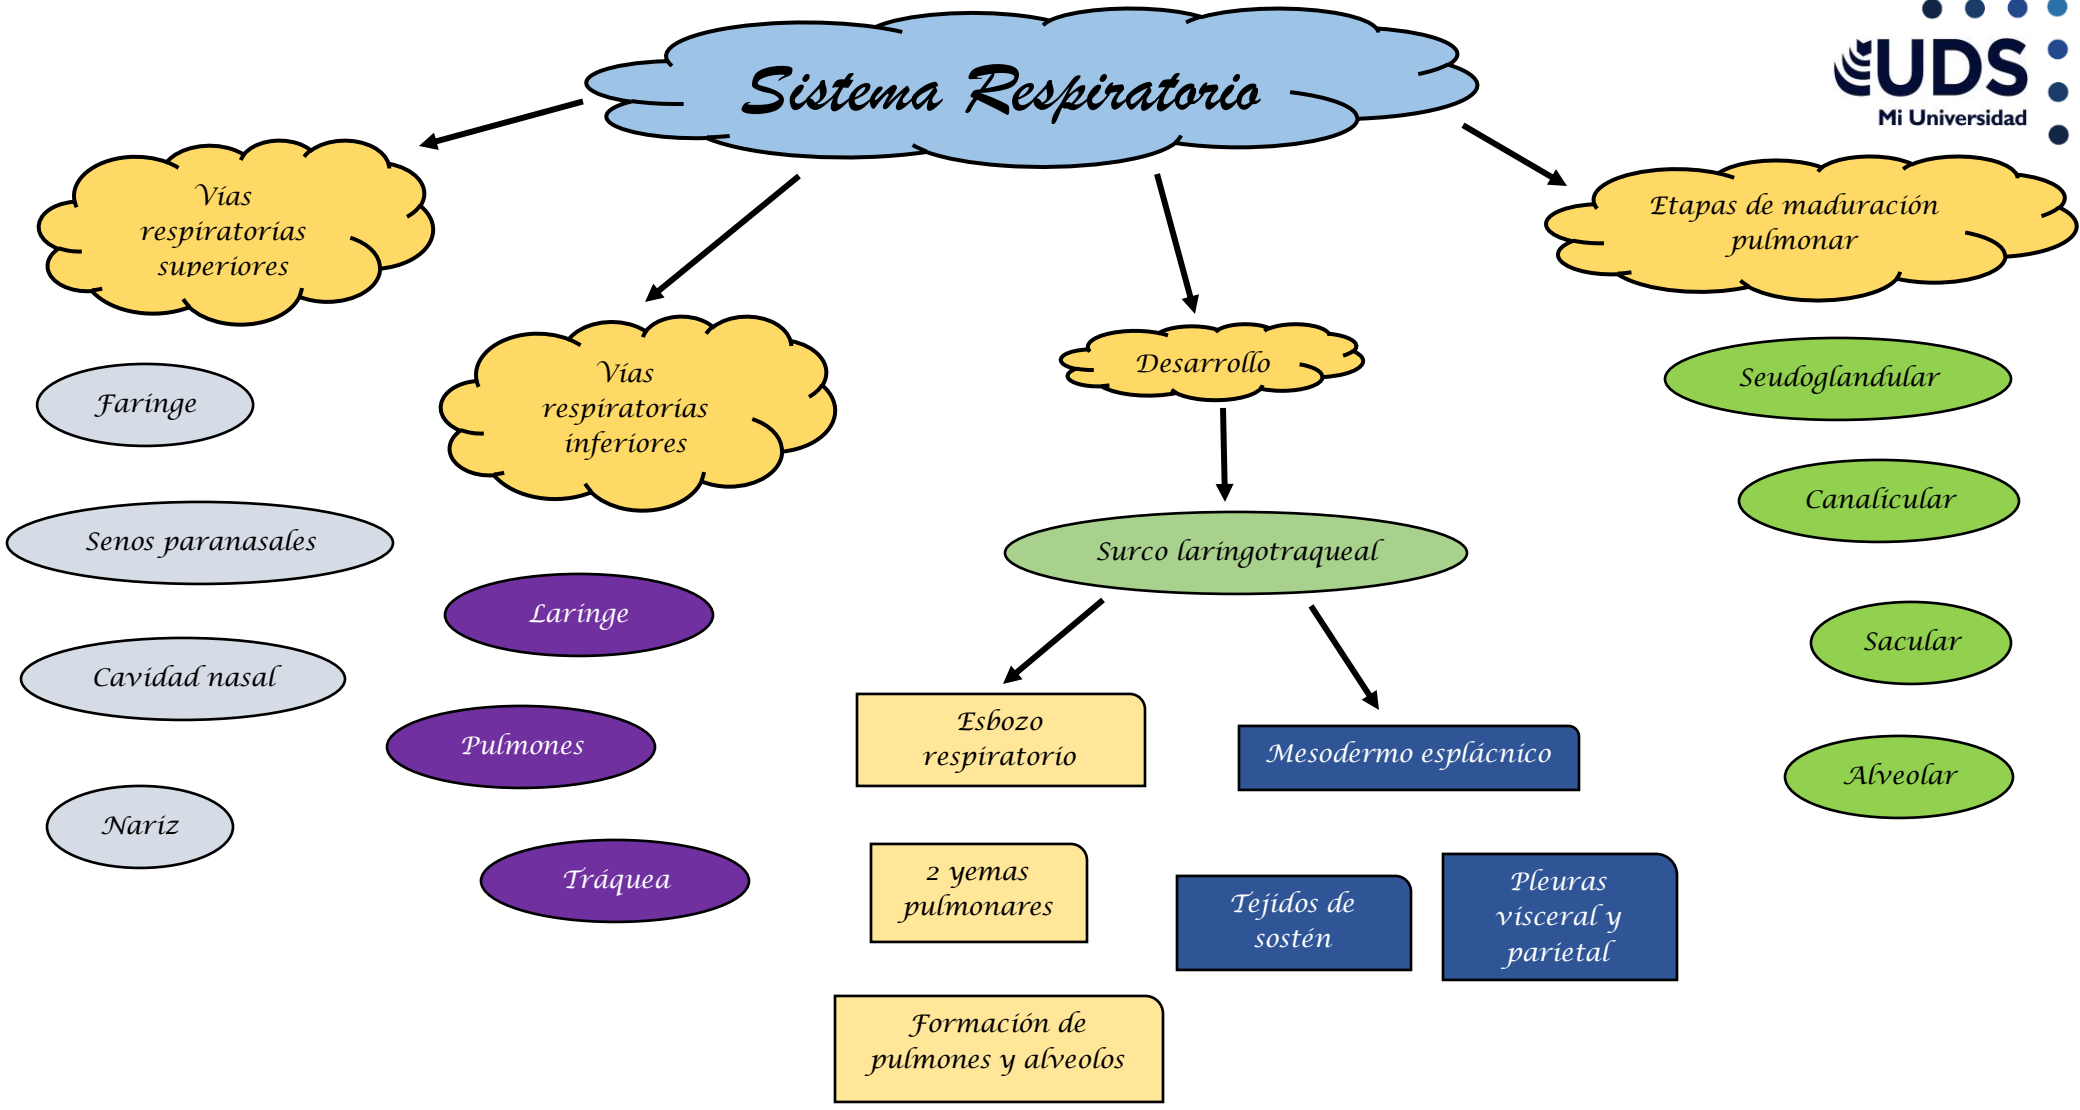 Sistema Respiratorio
UDS
Mi Universidad
Vías
respiratorias
superiores
Faringe
Senos paranasales
Cavidad nasal
Nariz
Vías
respiratorias
inferiores
Laringe
Pulmones
Tráquea
Desarrollo
Surco laringotraqueal
Esbozo
respiratorio
2 yemas
pulmonares
Formación de
pulmones y alveolos
Mesodermo esplácnico
Tejidos de
sostén
Pleuras
visceral y
parietal
Etapas de maduración
pulmonar
Seudoglandular
Canalicular
Sacular
Alveolar